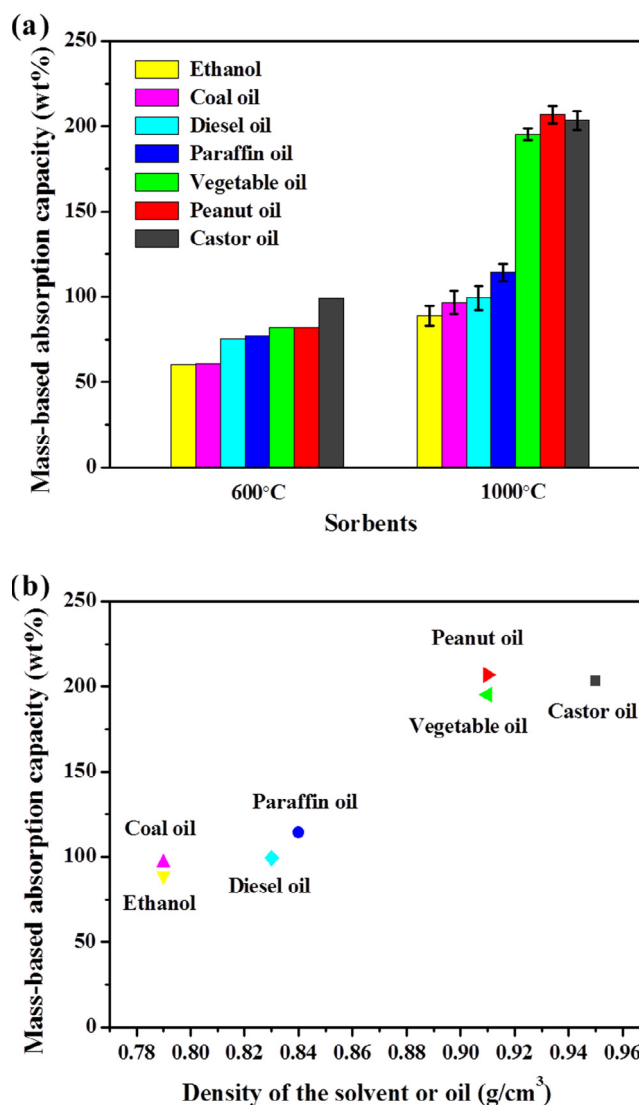 (a)
Mass-based absorption capacity (wt%)
250
200
150
100
50
0
Ethanol
Coal oil
Diesel oil
Paraffin oil
Vegetable oil
Peanut oil
Castor oil
600°C
1000°C
Sorbents
(b)
Mass-based absorption capacity (wt%)
250
200
150
100
50
0
Peanut oil
Vegetable oil
Castor oil
Paraffin oil
Coal oil
Diesel oil
Ethanol
0.78 0.80 0.82 0.84 0.86 0.88 0.90 0.92 0.94 0.96
Density of the solvent or oil (g/cm³)